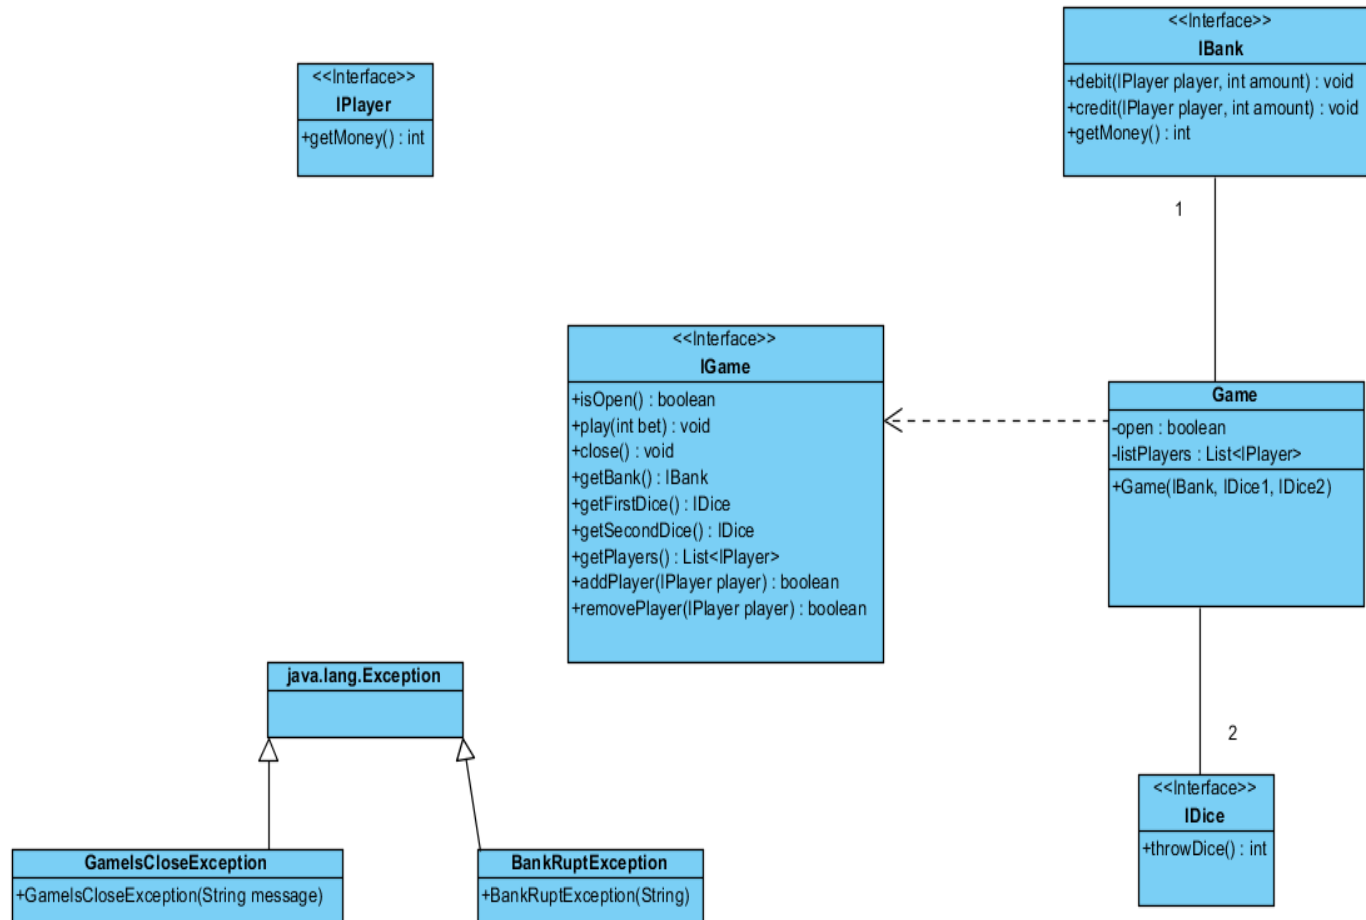 <<Interface>>
IBank
+debit(IPlayer player, int amount) : void
+credit(IPlayer player, int amount) : void
+getMoney() : int
<<Interface>>
IPlayer
+getMoney() : int
1
<<Interface>>
IGame
+isOpen() : boolean
+play(int bet) : void
+close() : void
+getBank() : IBank
+getFirstDice() : IDice
+getSecondDice() : IDice
+getPlayers() : List<IPlayer>
+addPlayer(IPlayer player) : boolean
+removePlayer(IPlayer player) : boolean
Game
-open : boolean
-listPlayers : List<IPlayer>
+Game(IBank, IDice1, IDice2)
java.lang.Exception
2
<<Interface>>
IDice
+throwDice() : int
GameIsCloseException
+GameIsCloseException(String message)
BankRuptException
+BankRuptException(String)